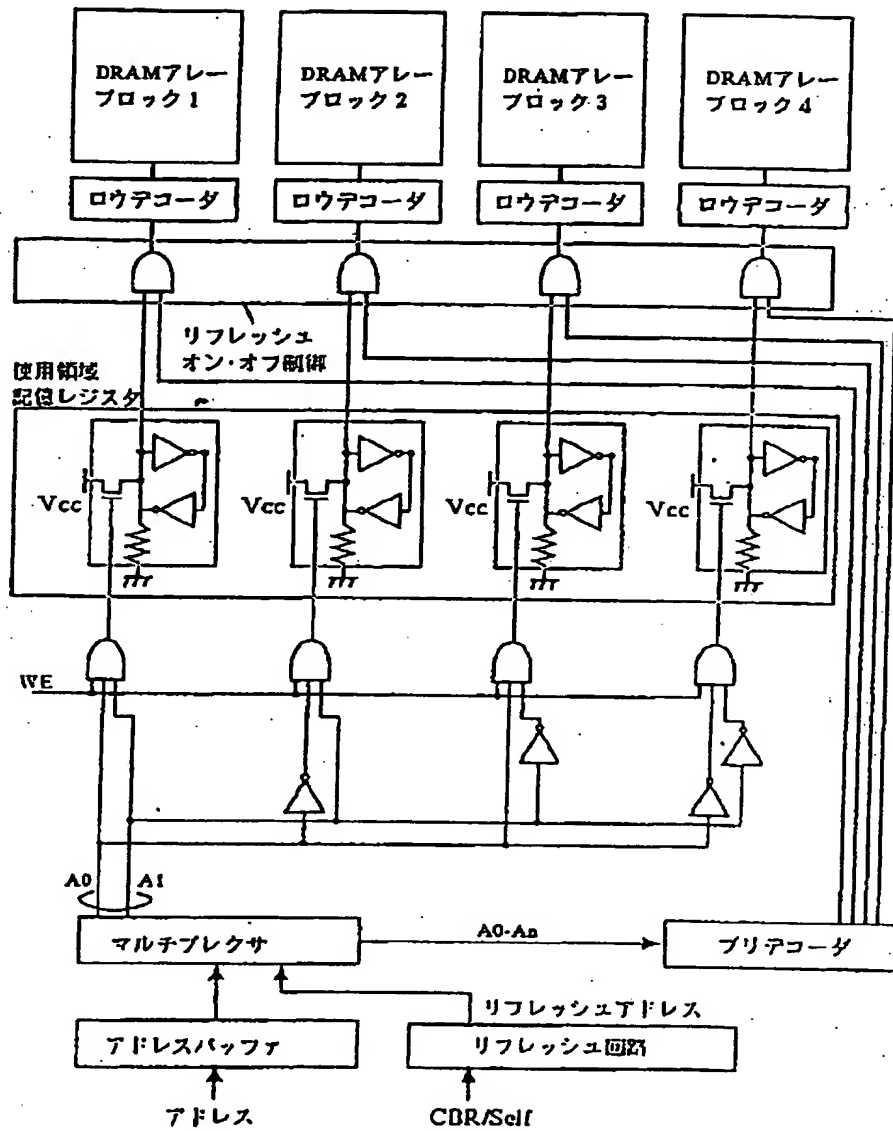 DRAMアレー
ブロック1
DRAMアレー
ブロック2
DRAMアレー
ブロック3
DRAMアレー
ブロック4
ロウデコーダ
ロウデコーダ
ロウデコーダ
ロウデコーダ
リフレッシュ
オン・オフ制御
使用領域
記憶レジスタ
Vcc
Vcc
Vcc
Vcc
WE
A0
A1
マルチプレクサ
A0-An
プリデコーダ
リフレッシュアドレス
アドレスバッファ
リフレッシュ回路
アドレス
CBR/Self